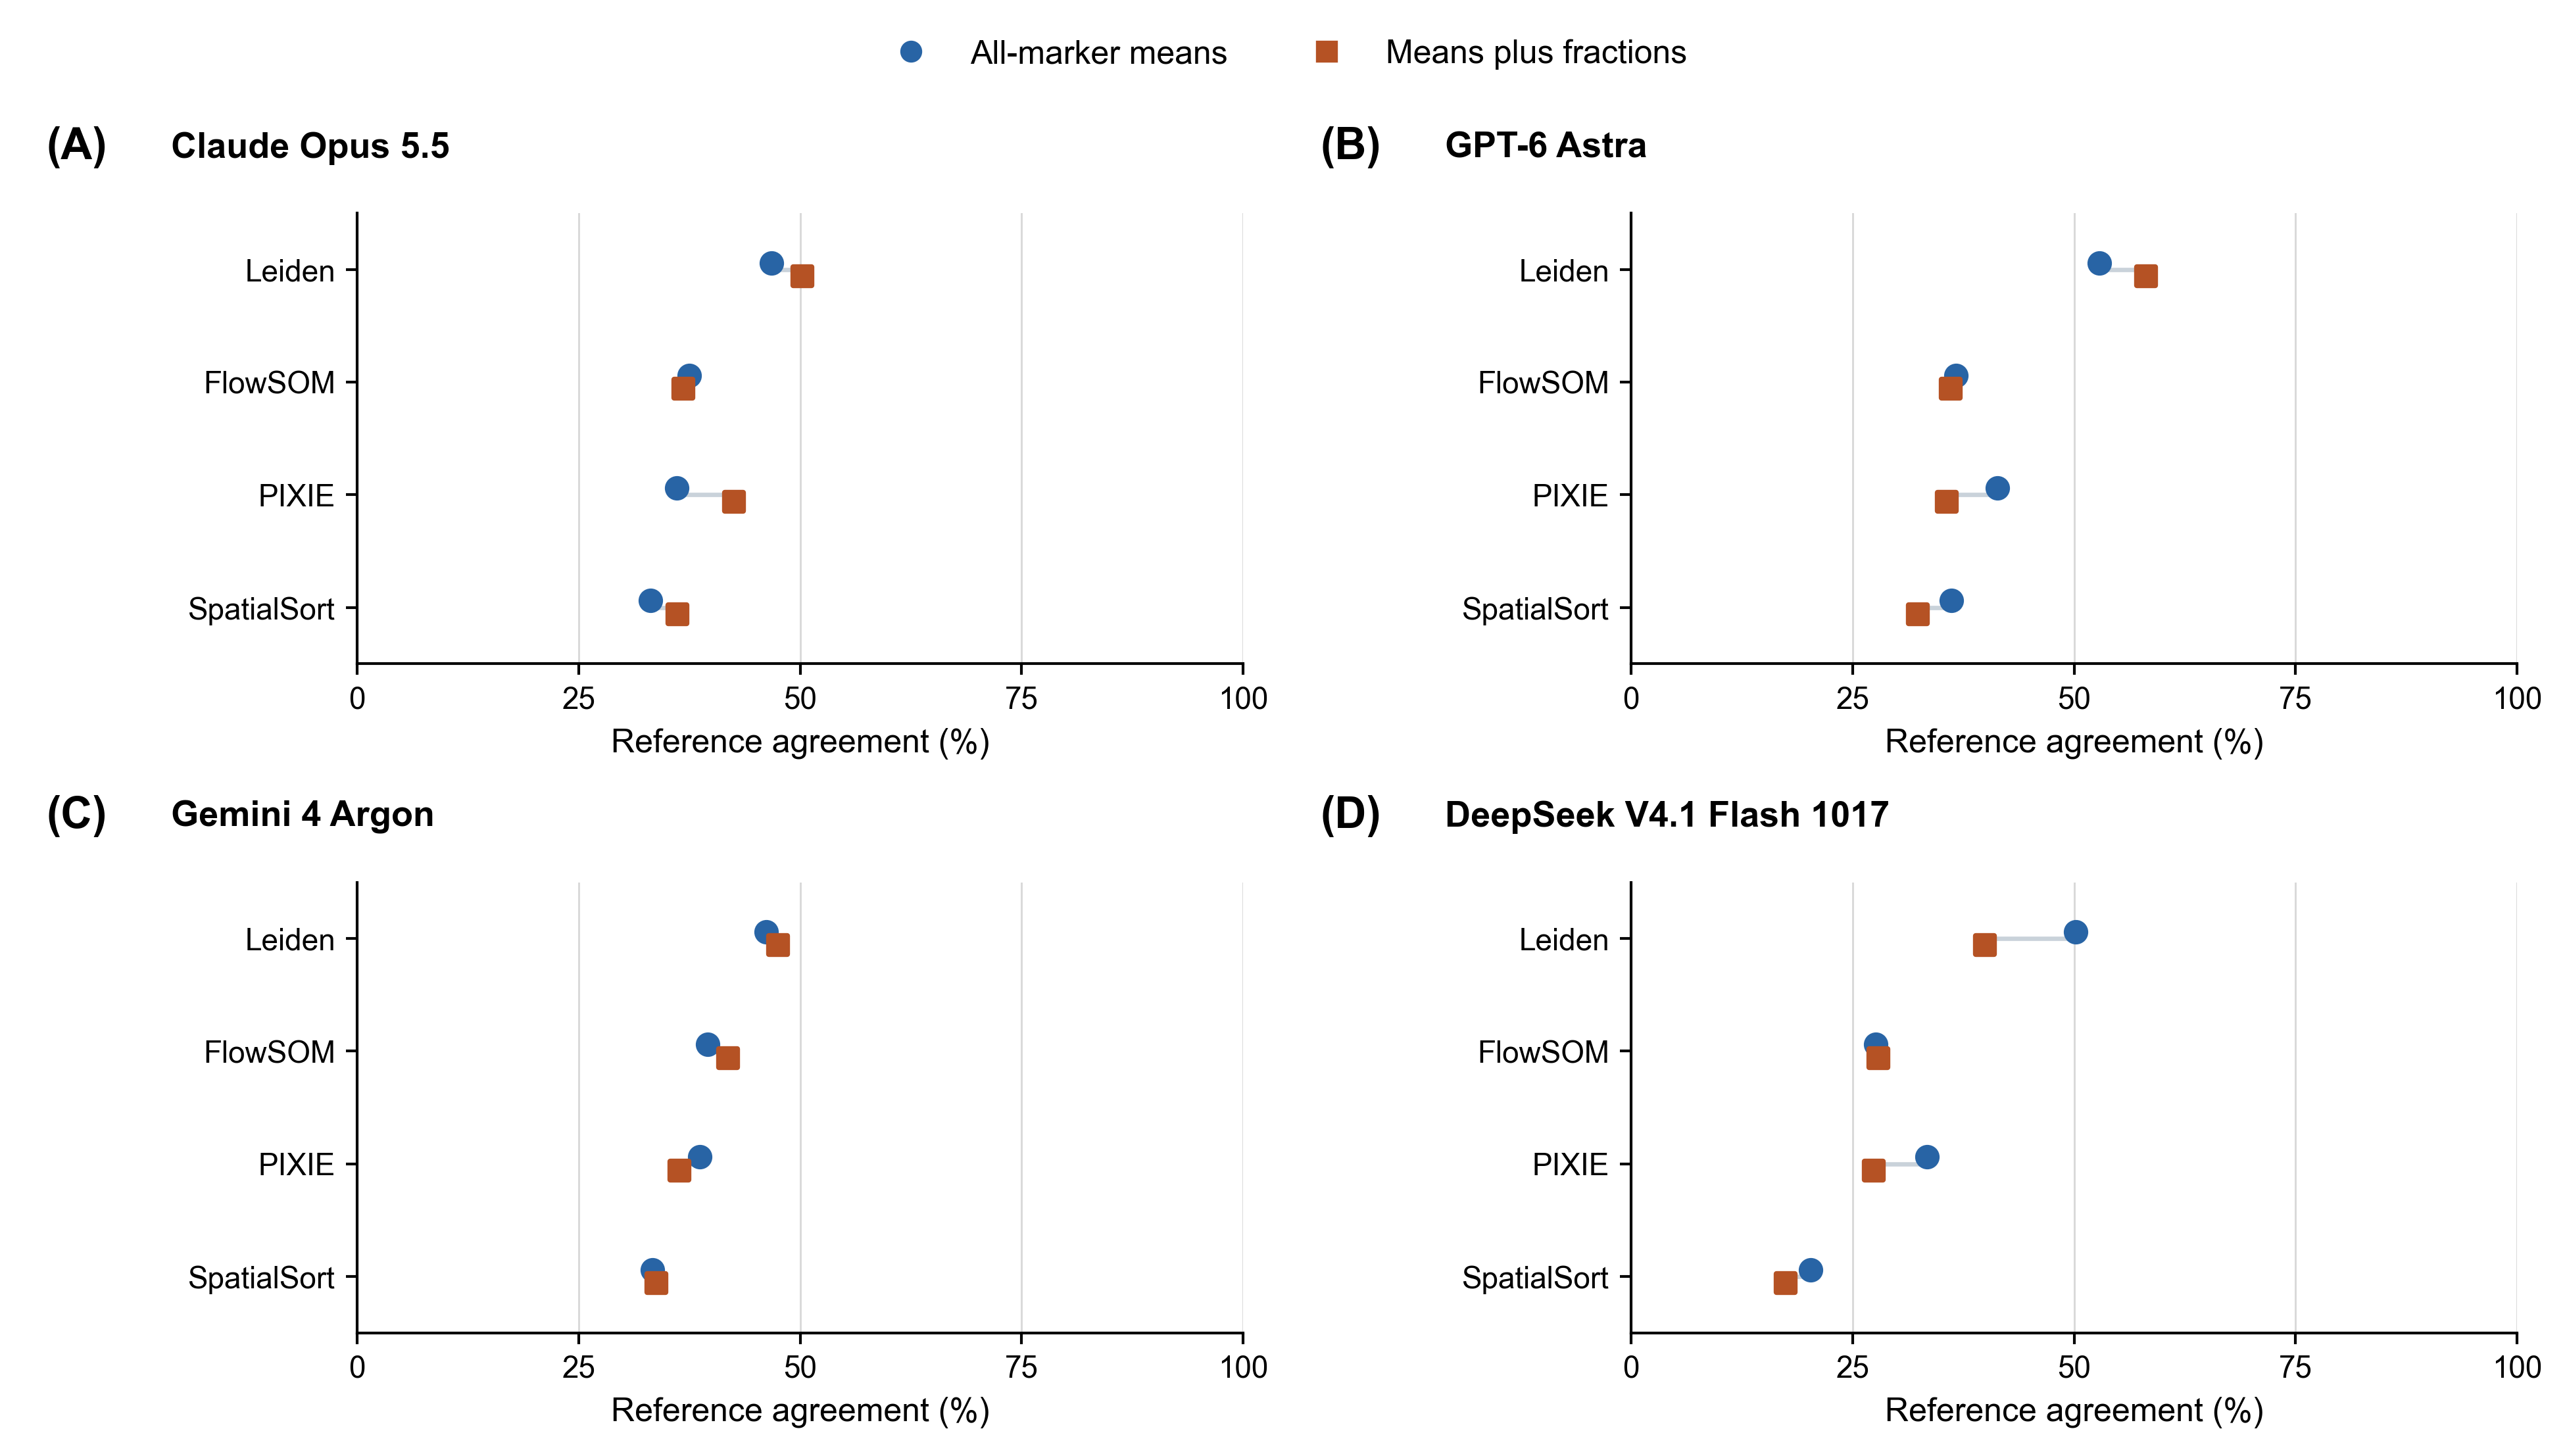 All-marker means Means plus fractions
(A) Claude Opus 5.5
Leiden
FlowSOM
PIXIE
SpatialSort
0 25 50 75 100
Reference agreement (%)
(B) GPT-6 Astra
Leiden
FlowSOM
PIXIE
SpatialSort
0 25 50 75 100
Reference agreement (%)
(C) Gemini 4 Argon
Leiden
FlowSOM
PIXIE
SpatialSort
0 25 50 75 100
Reference agreement (%)
(D) DeepSeek V4.1 Flash 1017
Leiden
FlowSOM
PIXIE
SpatialSort
0 25 50 75 100
Reference agreement (%)